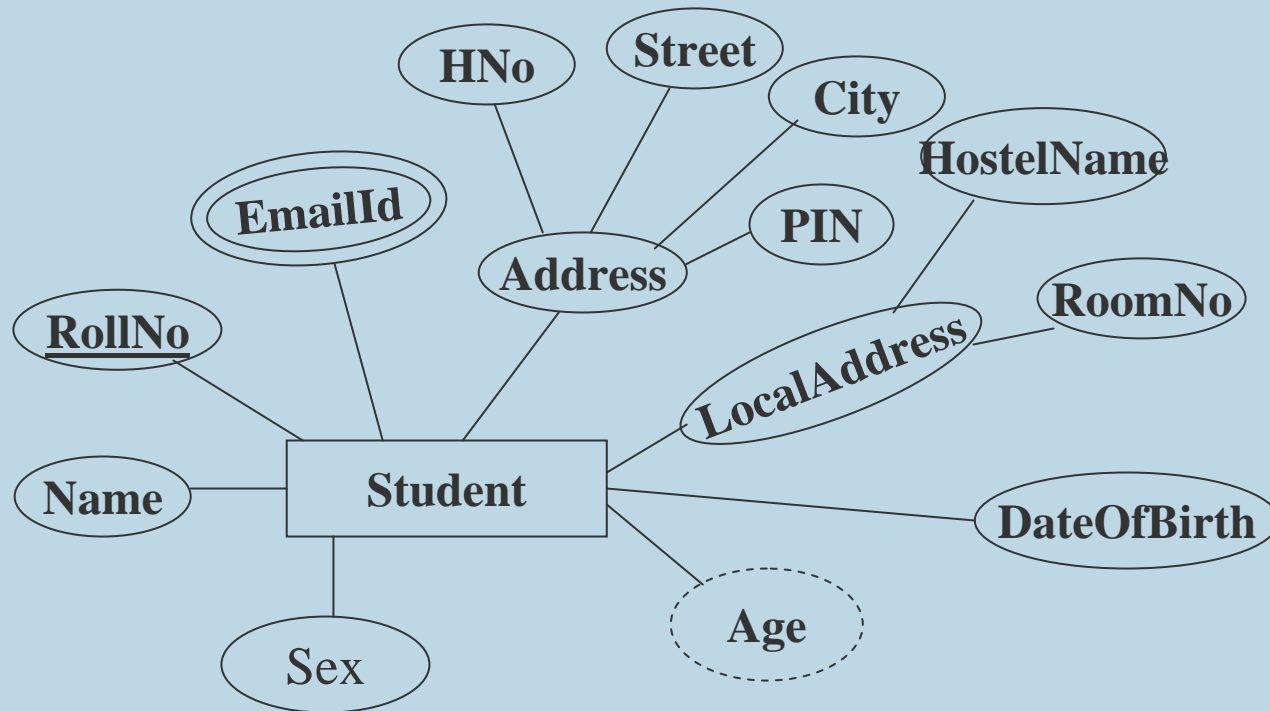 Street
HNo
City
HostelName
EmailId
PIN
Address
RoomNo
RollNo
LocalAddress
Name
Student
DateOfBirth
Age
Sex